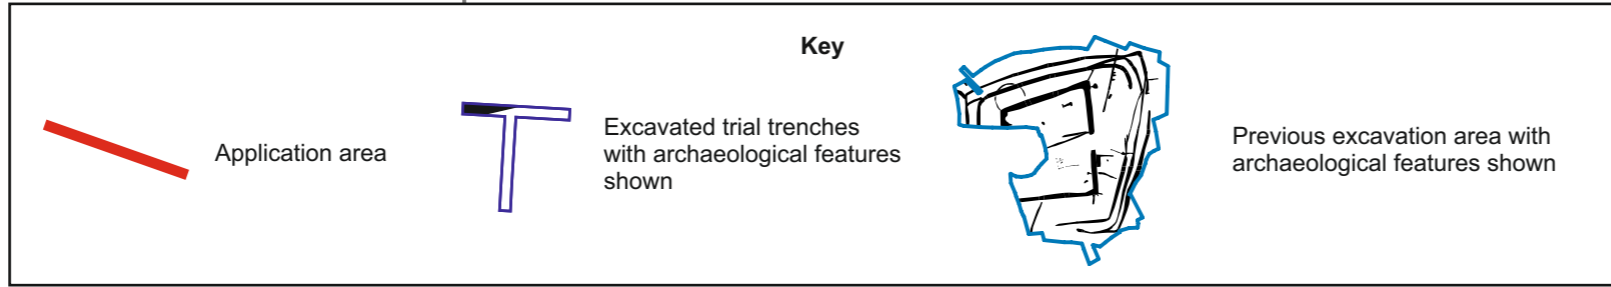 Key
Application area
Excavated trial trenches
with archaeological features
shown
Previous excavation area with
archaeological features shown